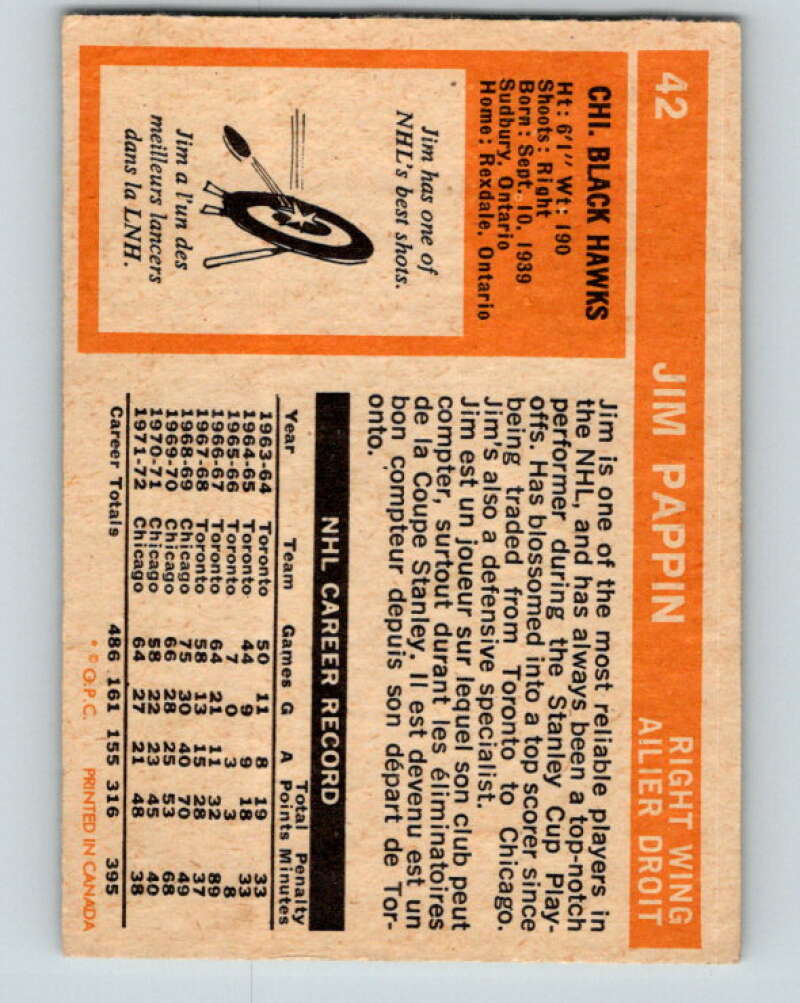 42
JIM PAPPIN
RIGHT WING
AILIER DROIT
CHI. BLACK HAWKS
Ht: 6'1" Wt: 190
Shoots: Right
Born: Sept. 10, 1939
Sudbury, Ontario
Home: Rexdale, Ontario
Jim has one of
NHL's best shots.
Jim a l'un des
meilleurs lancers
dans la LNH.
Jim is one of the most reliable players in
the NHL, and has always been a top-notch
performer during the Stanley Cup Play-
offs. Has blossomed into a top scorer since
being traded from Toronto to Chicago.
Jim's also a defensive specialist.
Jim est un joueur sur lequel son club peut
compter, surtout durant les éliminatoires
de la Coupe Stanley. Il est devenu est un
bon compteur depuis son départ de Tor-
onto.
NHL CAREER RECORD
Total Penalty
Year Team Games G A Points Minutes
1963-64 Toronto 50 11 8 19 33
1964-65 Toronto 44 9 9 18 33
1965-66 Toronto 7 0 3 3 8
1966-67 Toronto 64 21 11 32 89
1967-68 Toronto 58 13 15 28 37
1968-69 Chicago 75 30 40 70 49
1969-70 Chicago 66 28 25 53 68
1970-71 Chicago 58 22 23 45 40
1971-72 Chicago 64 27 21 48 38
Career Totals 486 161 155 316 395
* © O.P.C. PRINTED IN CANADA